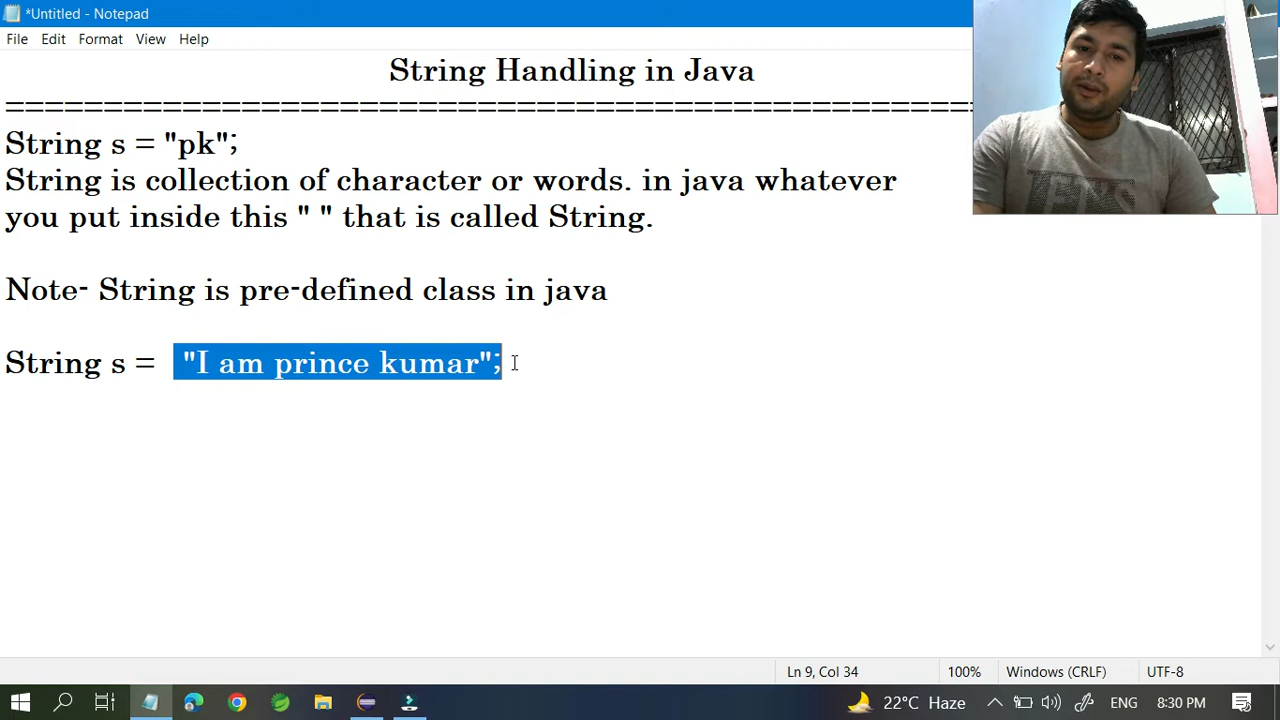 *Untitled - Notepad
File Edit Format View Help
String Handling in Java
==================================================
String s = "pk";
String is collection of character or words. in java whatever
you put inside this " " that is called String.
Note- String is pre-defined class in java
String s =  "I am prince kumar";
Ln 9, Col 34 100% Windows (CRLF) UTF-8
22°C Haze ENG 8:30 PM